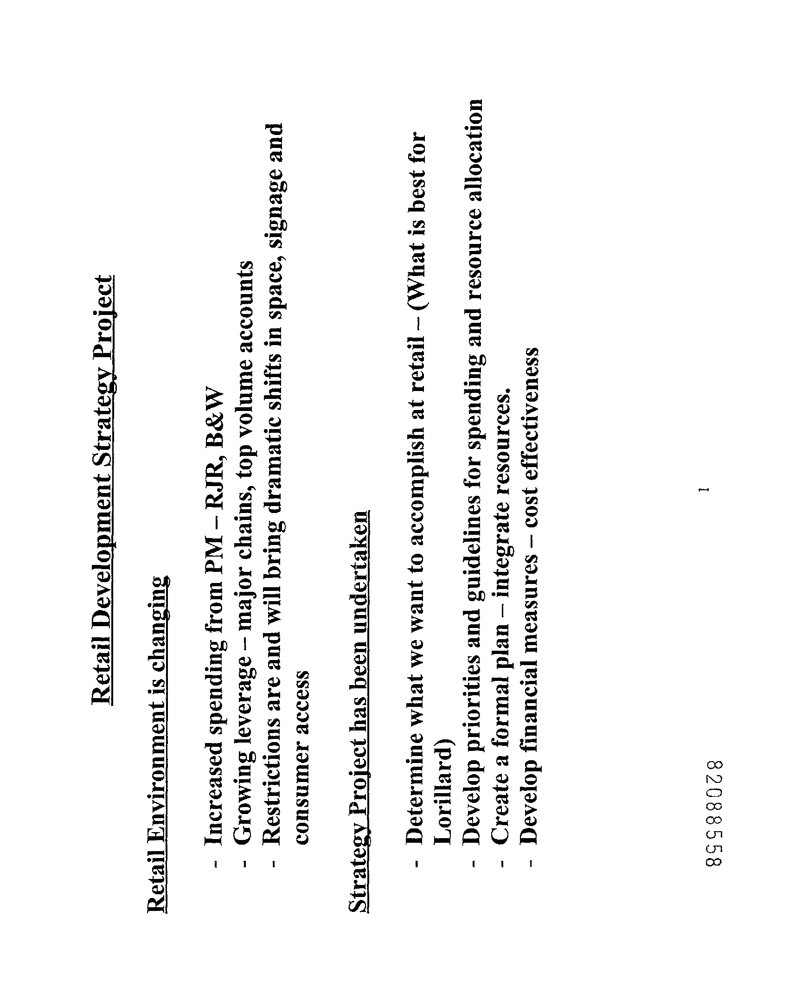 Retail Development Strategy Project
Retail Environment is changing
- Increased spending from PM – RJR, B&W
- Growing leverage – major chains, top volume accounts
- Restrictions are and will bring dramatic shifts in space, signage and
consumer access
Strategy Project has been undertaken
- Determine what we want to accomplish at retail – (What is best for
Lorillard)
- Develop priorities and guidelines for spending and resource allocation
- Create a formal plan – integrate resources.
- Develop financial measures – cost effectiveness
1
82088558